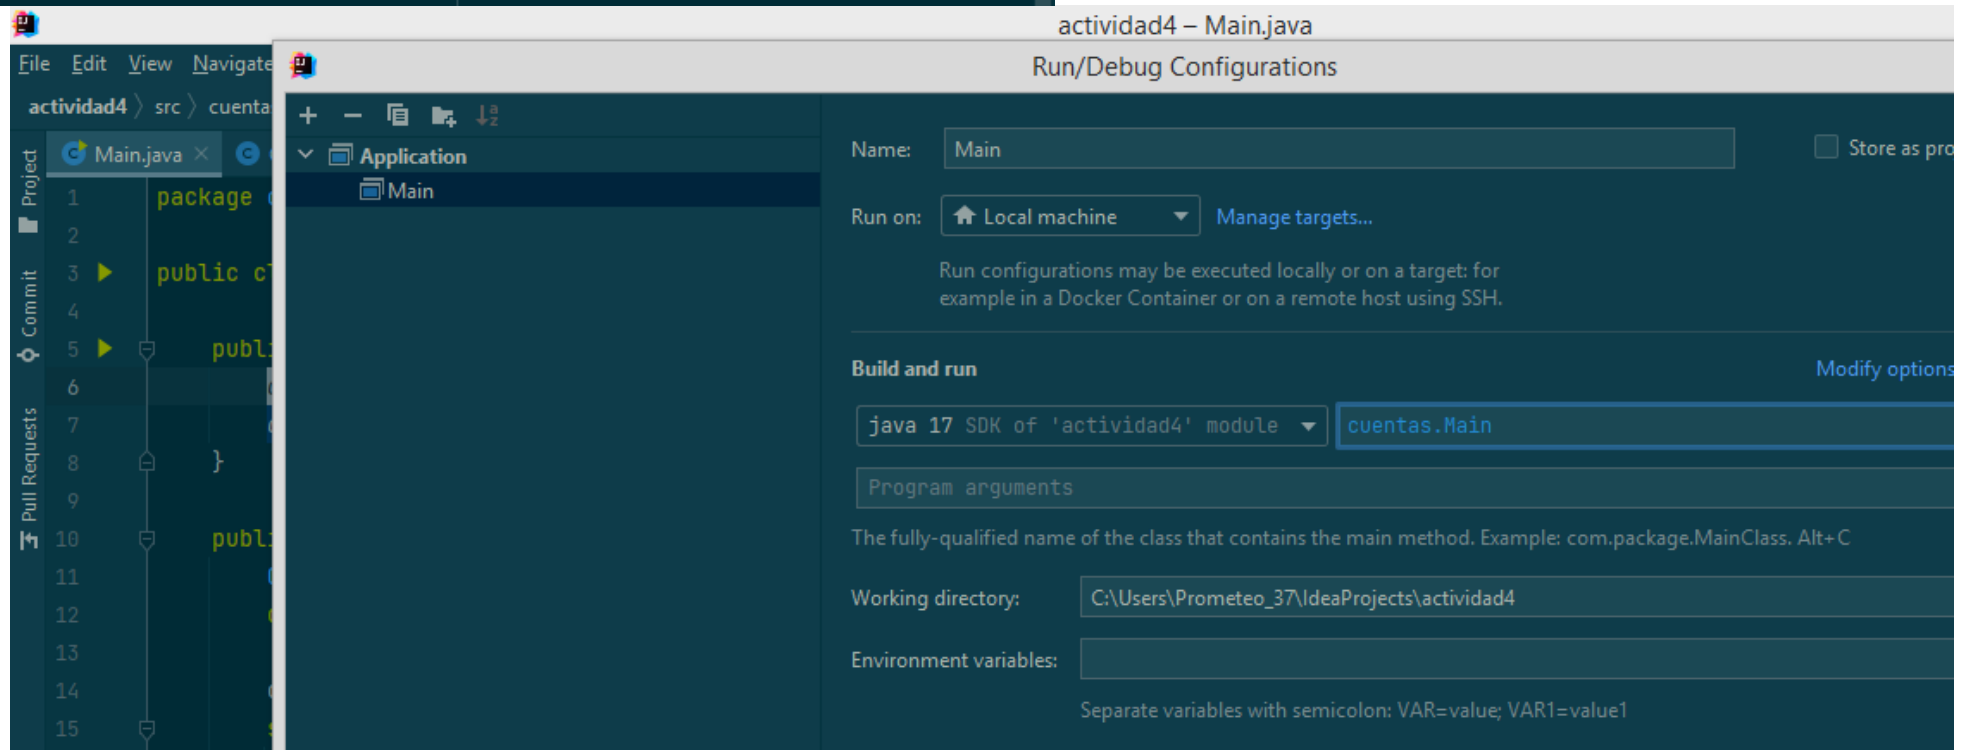 actividad4 – Main.java
File Edit View Navigate
Run/Debug Configurations
actividad4 src cuenta
Main.java
Project
Commit
Pull Requests
1 package
2
3 public cl
4
5 publi
6
7
8 }
9
10 publi
11
12
13
14
15
Application
Main
Name: Main
Store as pro
Run on: Local machine Manage targets...
Run configurations may be executed locally or on a target: for
example in a Docker Container or on a remote host using SSH.
Build and run
Modify options
java 17 SDK of 'actividad4' module cuentas.Main
Program arguments
The fully-qualified name of the class that contains the main method. Example: com.package.MainClass. Alt+C
Working directory: C:\Users\Prometeo_37\IdeaProjects\actividad4
Environment variables:
Separate variables with semicolon: VAR=value; VAR1=value1